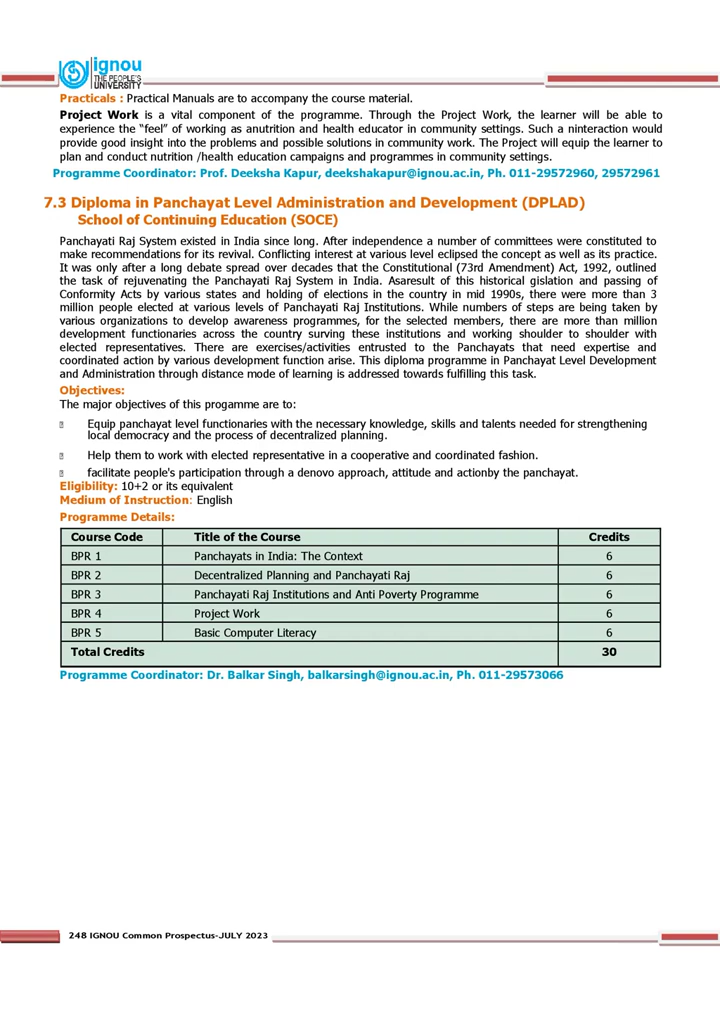 ignou
THE PEOPLE'S
UNIVERSITY
Practicals : Practical Manuals are to accompany the course material.
Project Work is a vital component of the programme. Through the Project Work, the learner will be able to
experience the “feel” of working as anutrition and health educator in community settings. Such a ninteraction would
provide good insight into the problems and possible solutions in community work. The Project will equip the learner to
plan and conduct nutrition /health education campaigns and programmes in community settings.
Programme Coordinator: Prof. Deeksha Kapur, deekshakapur@ignou.ac.in, Ph. 011-29572960, 29572961
7.3 Diploma in Panchayat Level Administration and Development (DPLAD)
School of Continuing Education (SOCE)
Panchayati Raj System existed in India since long. After independence a number of committees were constituted to
make recommendations for its revival. Conflicting interest at various level eclipsed the concept as well as its practice.
It was only after a long debate spread over decades that the Constitutional (73rd Amendment) Act, 1992, outlined
the task of rejuvenating the Panchayati Raj System in India. Asaresult of this historical gislation and passing of
Conformity Acts by various states and holding of elections in the country in mid 1990s, there were more than 3
million people elected at various levels of Panchayati Raj Institutions. While numbers of steps are being taken by
various organizations to develop awareness programmes, for the selected members, there are more than million
development functionaries across the country surving these institutions and working shoulder to shoulder with
elected representatives. There are exercises/activities entrusted to the Panchayats that need expertise and
coordinated action by various development function arise. This diploma programme in Panchayat Level Development
and Administration through distance mode of learning is addressed towards fulfilling this task.
Objectives:
The major objectives of this progamme are to:
Equip panchayat level functionaries with the necessary knowledge, skills and talents needed for strengthening
local democracy and the process of decentralized planning.
Help them to work with elected representative in a cooperative and coordinated fashion.
facilitate people's participation through a denovo approach, attitude and actionby the panchayat.
Eligibility: 10+2 or its equivalent
Medium of Instruction: English
Programme Details:
Course Code Title of the Course Credits
BPR 1 Panchayats in India: The Context 6
BPR 2 Decentralized Planning and Panchayati Raj 6
BPR 3 Panchayati Raj Institutions and Anti Poverty Programme 6
BPR 4 Project Work 6
BPR 5 Basic Computer Literacy 6
Total Credits 30
Programme Coordinator: Dr. Balkar Singh, balkarsingh@ignou.ac.in, Ph. 011-29573066
248 IGNOU Common Prospectus-JULY 2023